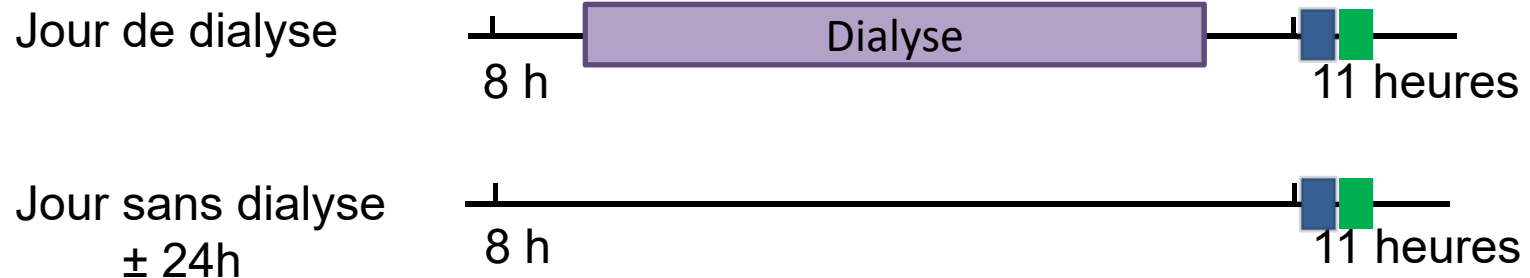 Jour de dialyse
Dialyse
8 h
11 heures
Jour sans dialyse
± 24h
8 h
11 heures